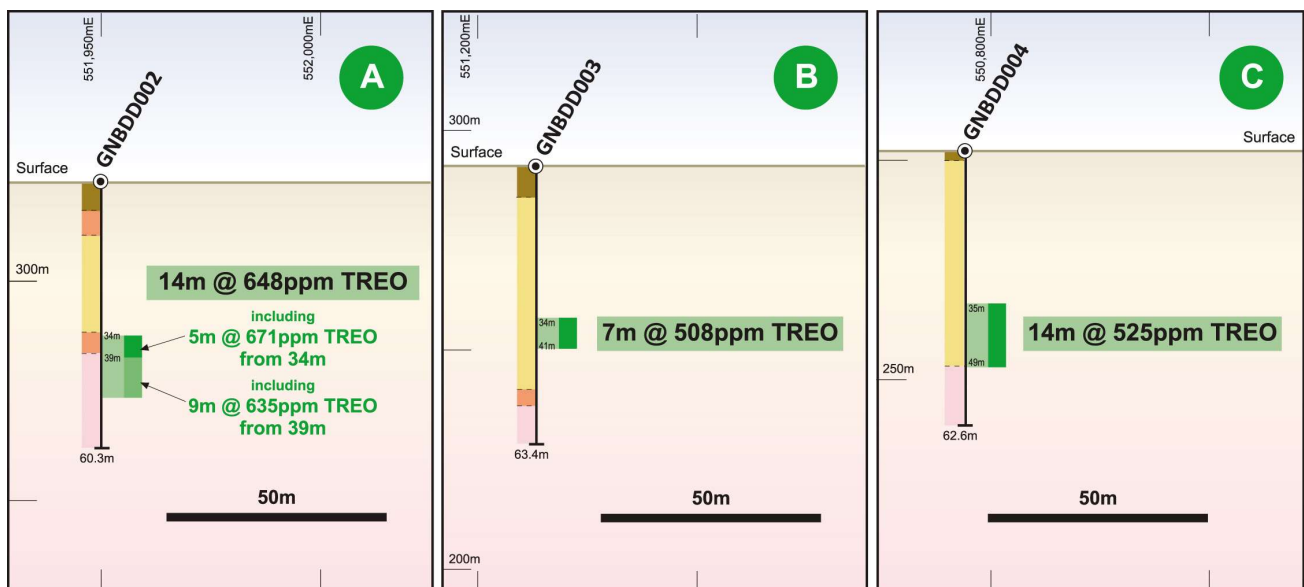 551,950mE
552,000mE
A
GNBDD002
Surface
300m
14m @ 648ppm TREO
including
5m @ 671ppm TREO
from 34m
34m
39m
including
9m @ 635ppm TREO
from 39m
60.3m
50m
551,200mE
B
GNBDD003
300m
Surface
34m
41m
7m @ 508ppm TREO
63.4m
50m
200m
550,800mE
C
GNBDD004
Surface
35m
49m
14m @ 525ppm TREO
250m
62.6m
50m